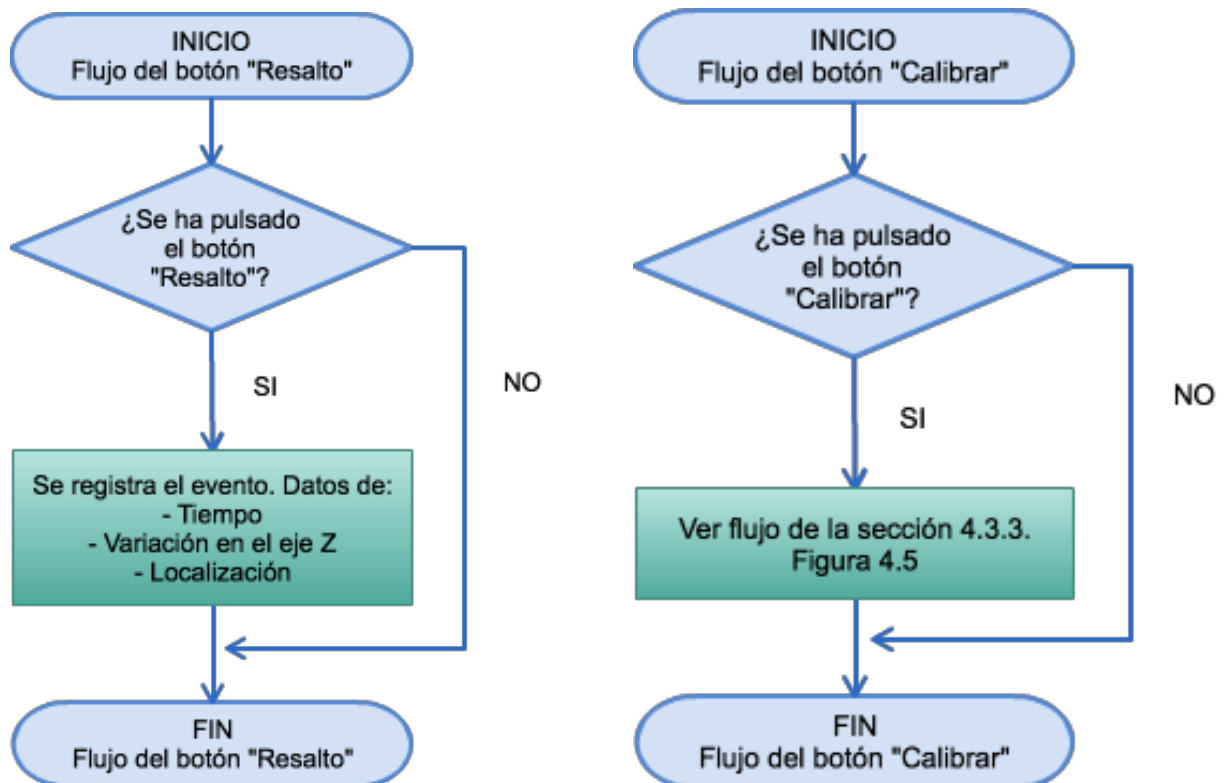 INICIO
Flujo del botón "Resalto"
¿Se ha pulsado
el botón
"Resalto"?
SI
NO
Se registra el evento. Datos de:
- Tiempo
- Variación en el eje Z
- Localización
FIN
Flujo del botón "Resalto"
INICIO
Flujo del botón "Calibrar"
¿Se ha pulsado
el botón
"Calibrar"?
SI
NO
Ver flujo de la sección 4.3.3.
Figura 4.5
FIN
Flujo del botón "Calibrar"